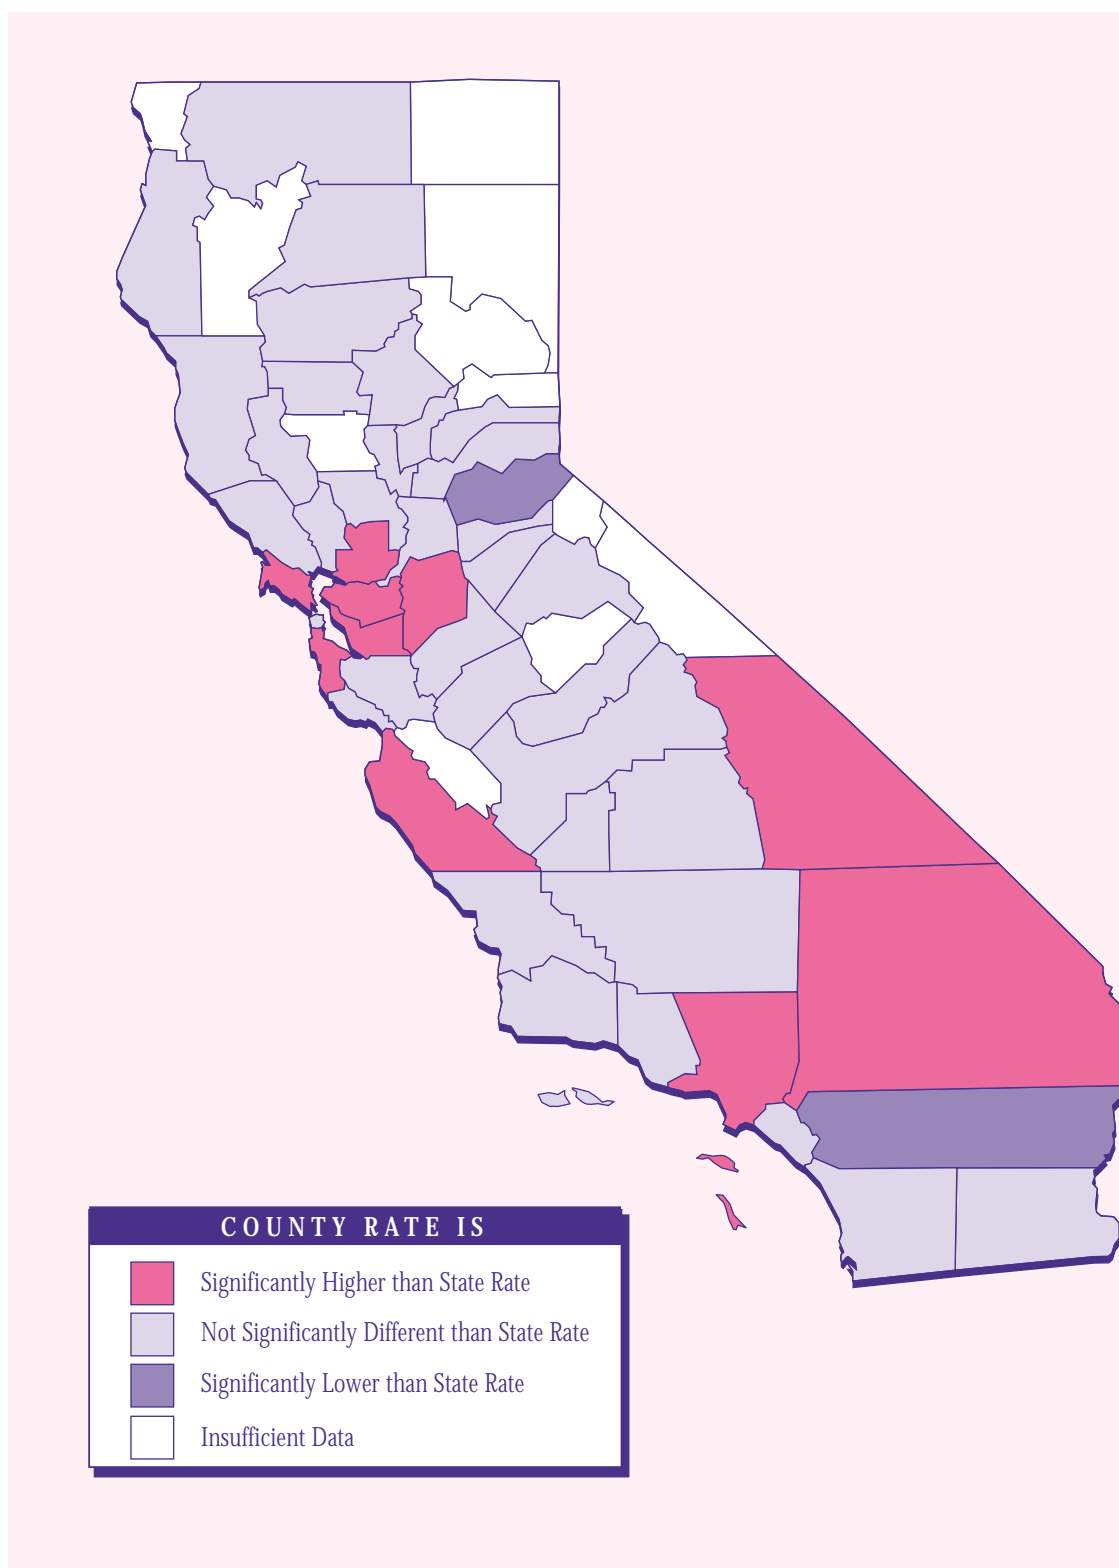 COUNTY RATE IS
Significantly Higher than State Rate
Not Significantly Different than State Rate
Significantly Lower than State Rate
Insufficient Data